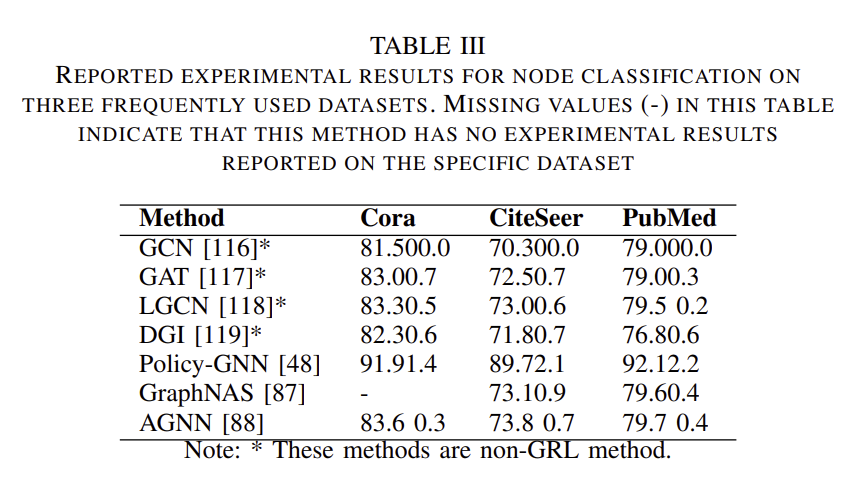 TABLE III
REPORTED EXPERIMENTAL RESULTS FOR NODE CLASSIFICATION ON
THREE FREQUENTLY USED DATASETS. MISSING VALUES (-) IN THIS TABLE
INDICATE THAT THIS METHOD HAS NO EXPERIMENTAL RESULTS
REPORTED ON THE SPECIFIC DATASET
Method Cora CiteSeer PubMed
GCN [116]* 81.500.0 70.300.0 79.000.0
GAT [117]* 83.00.7 72.50.7 79.00.3
LGCN [118]* 83.30.5 73.00.6 79.5 0.2
DGI [119]* 82.30.6 71.80.7 76.80.6
Policy-GNN [48] 91.91.4 89.72.1 92.12.2
GraphNAS [87] - 73.10.9 79.60.4
AGNN [88] 83.6 0.3 73.8 0.7 79.7 0.4
Note: * These methods are non-GRL method.